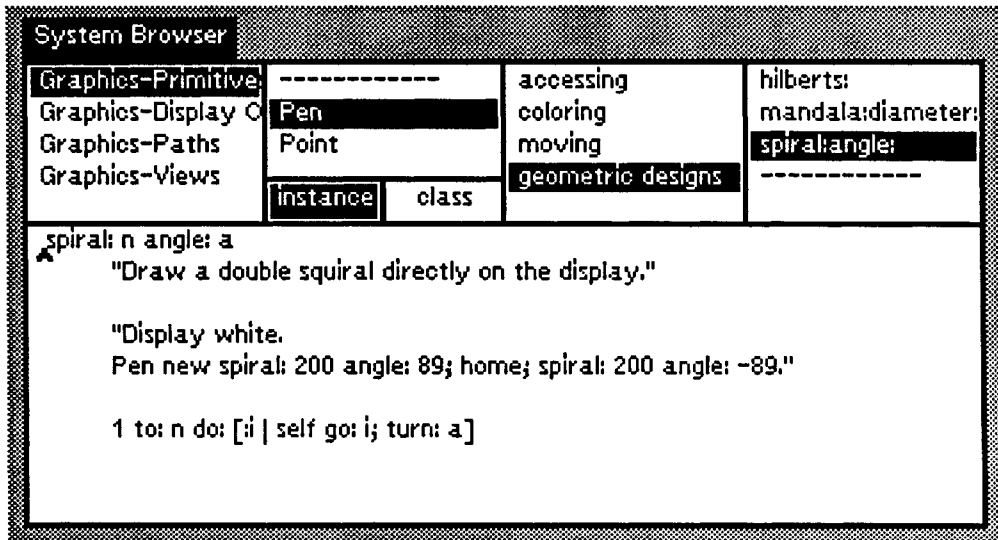 System Browser
Graphics-Primitive
Graphics-Display O
Graphics-Paths
Graphics-Views
------------
Pen
Point
instance class
accessing
coloring
moving
geometric designs
hilberts:
mandala:diameter:
spiral:angle:
------------
spiral: n angle: a
"Draw a double squiral directly on the display."
"Display white.
Pen new spiral: 200 angle: 89; home; spiral: 200 angle: -89."
1 to: n do: [:i | self go: i; turn: a]